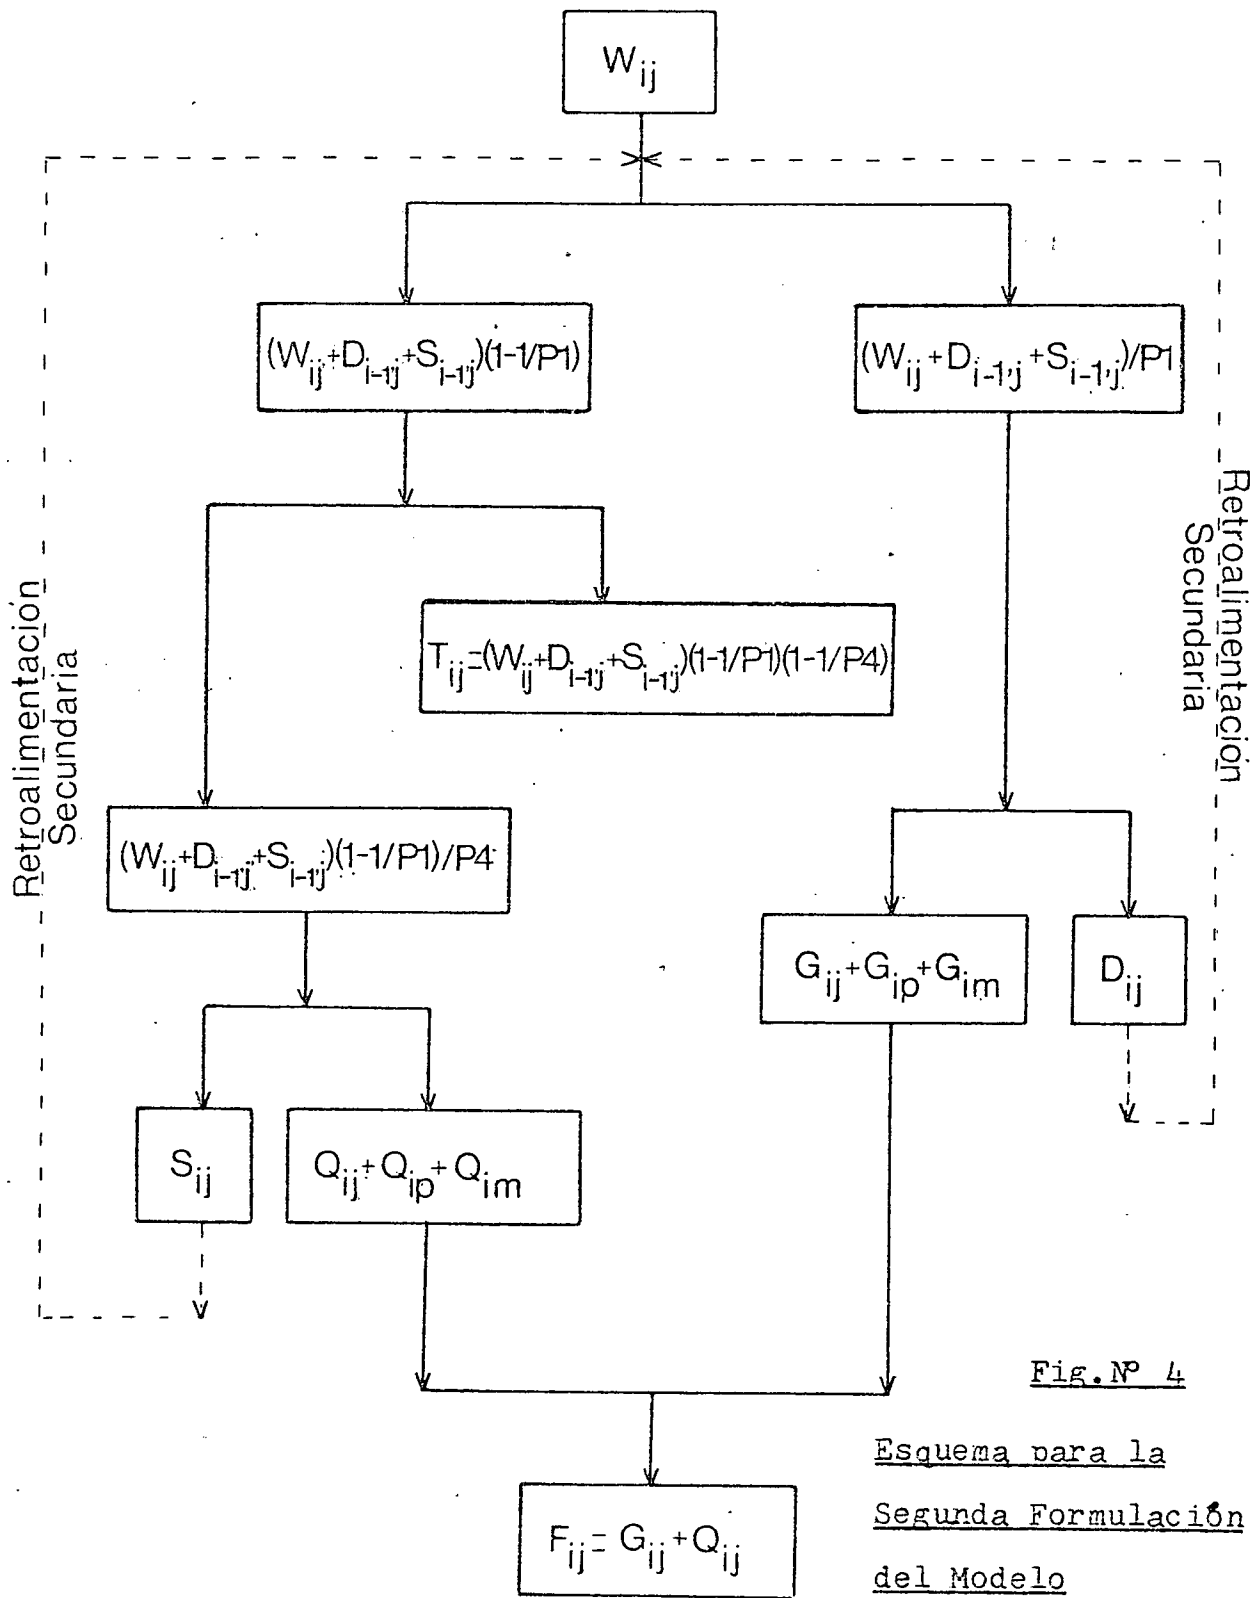 W_ij
(W_ij+D_i-1,j+S_i-1,j)(1-1/P1)
(W_ij+D_i-1,j+S_i-1,j)/P1
Retroalimentación
Secundaria
Retroalimentación
Secundaria
T_ij=(W_ij+D_i-1,j+S_i-1,j)(1-1/P1)(1-1/P4)
(W_ij+D_i-1,j+S_i-1,j)(1-1/P1)/P4
G_ij+G_ip+G_im
D_ij
S_ij
Q_ij+Q_ip+Q_im
F_ij=G_ij+Q_ij
Fig. Nº 4
Esquema para la
Segunda Formulación
del Modelo